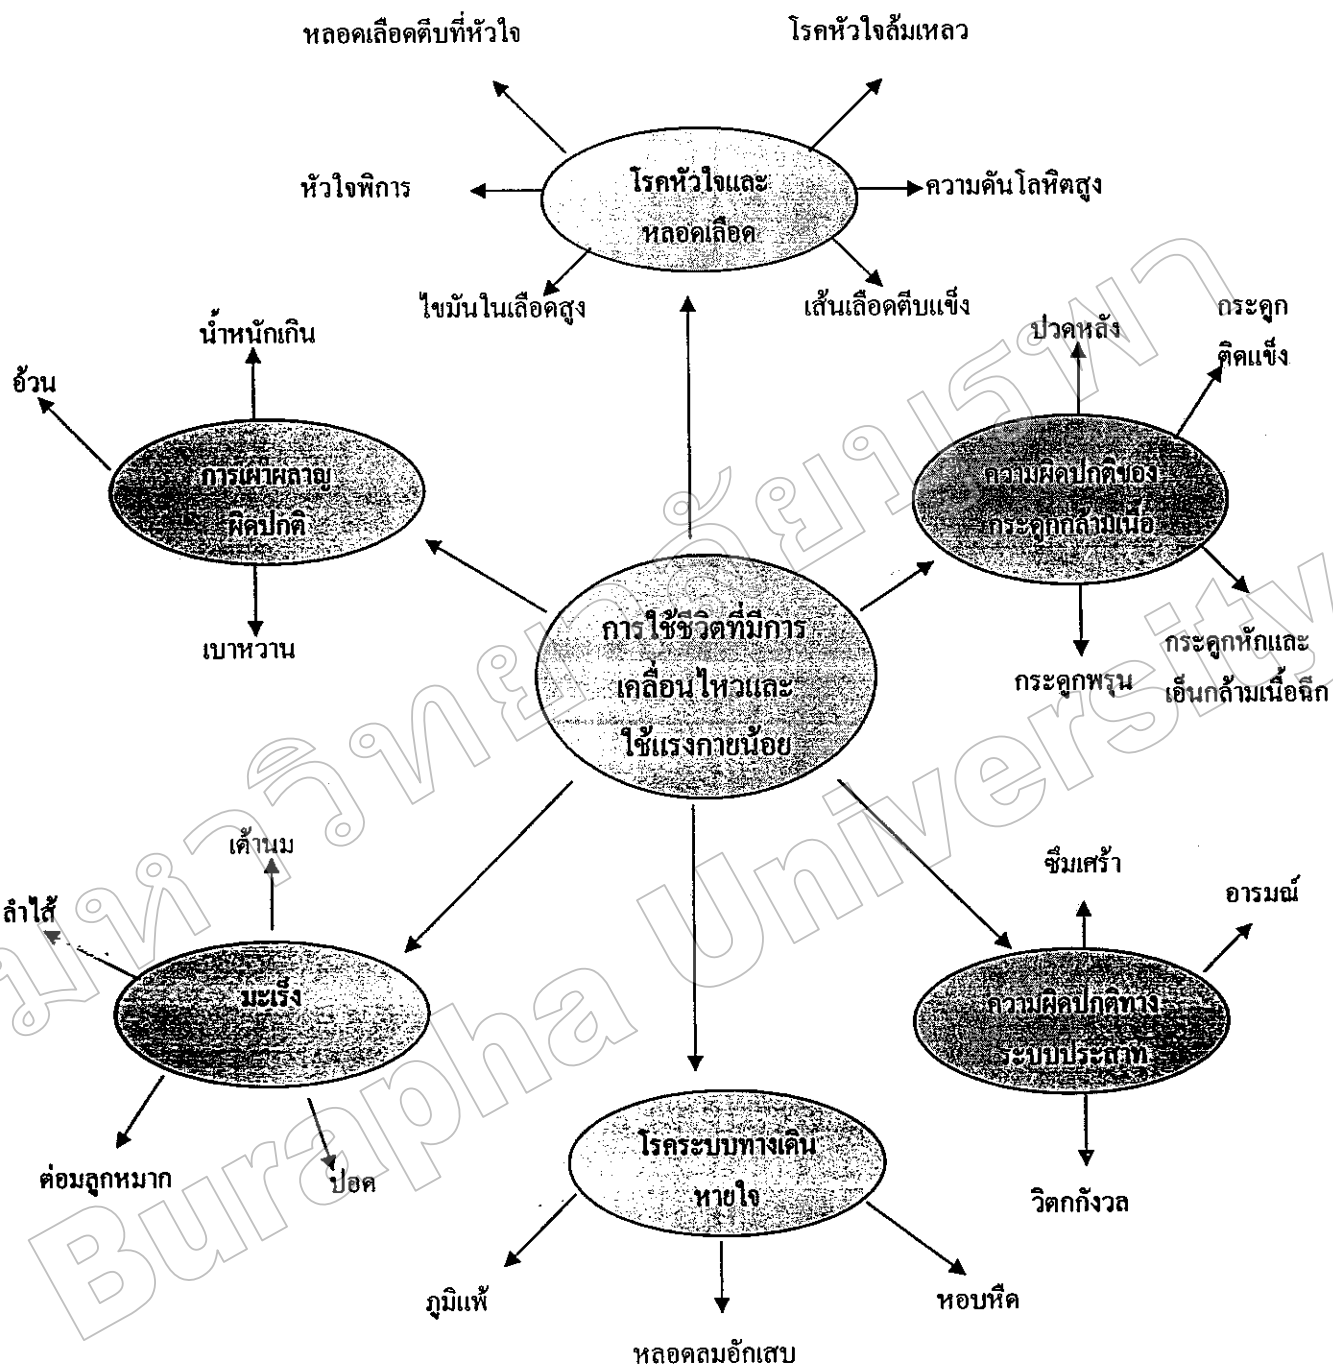 หลอดเลือดตีบที่หัวใจ
โรคหัวใจล้มเหลว
โรคหัวใจและ
หลอดเลือด
หัวใจพิการ
ความดันโลหิตสูง
ไขมันในเลือดสูง
เส้นเลือดตีบแข็ง
น้ำหนักเกิน
อ้วน
การเผาผลาญ
ผิดปกติ
เบาหวาน
ปวดหลัง
กระดูก
ติดแข็ง
ความผิดปกติของ
กระดูกกล้ามเนื้อ
กระดูกพรุน
กระดูกหักและ
เอ็นกล้ามเนื้อฉีก
การใช้ชีวิตที่มีการ
เคลื่อนไหวและ
ใช้แรงกายน้อย
เต้านม
ลำไส้
มะเร็ง
ต่อมลูกหมาก
ปอด
ซึมเศร้า
อารมณ์
ความผิดปกติทาง
ระบบประสาท
วิตกกังวล
โรคระบบทางเดิน
หายใจ
ภูมิแพ้
หลอดลมอักเสบ
หอบหืด
มหาวิทยาลัยบูรพา
Burapha University